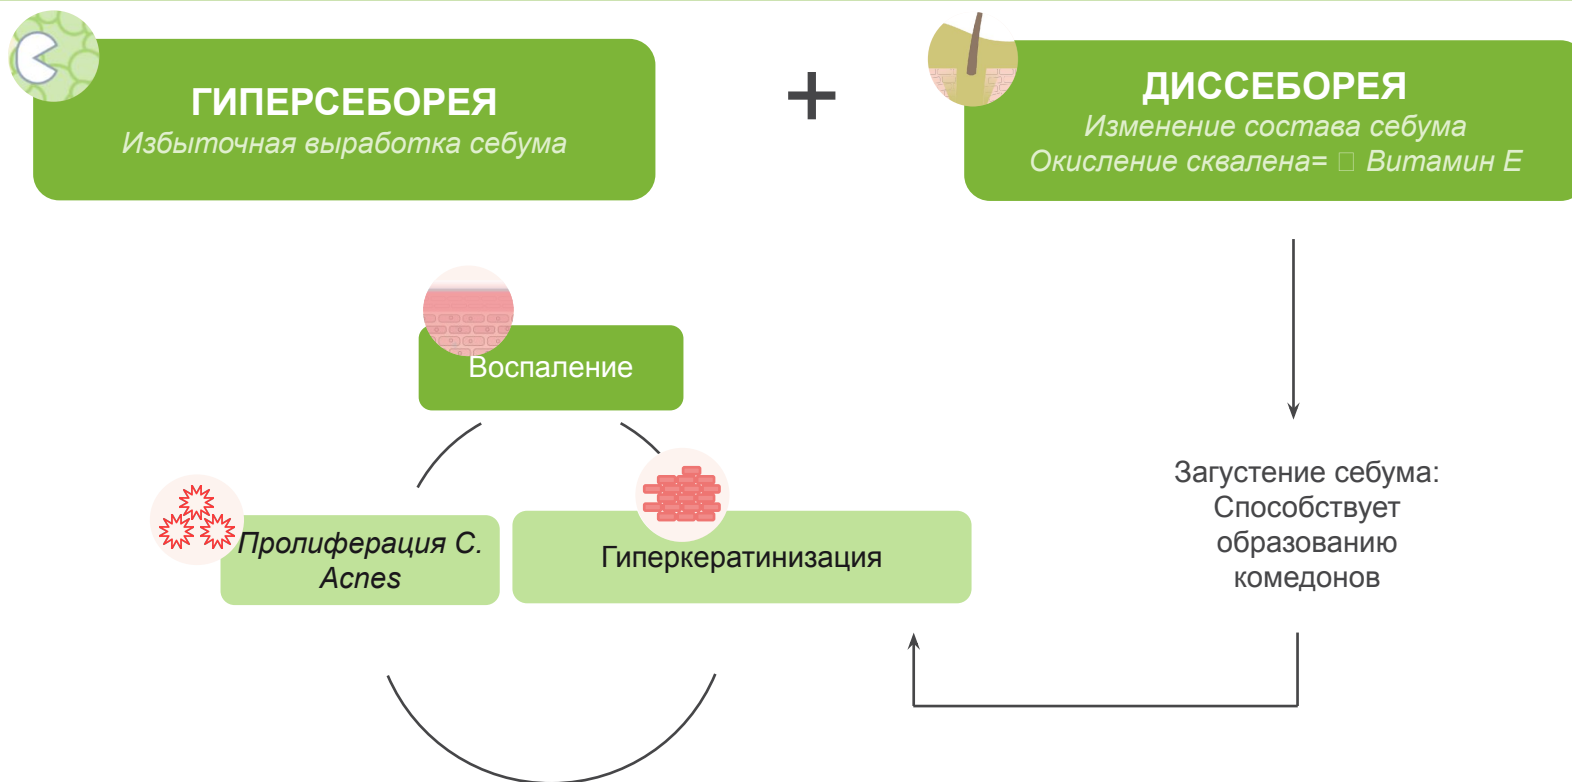 ГИПЕРСЕБОРЕЯ
Избыточная выработка себума
+
ДИССЕБОРЕЯ
Изменение состава себума
Окисление сквалена= □ Витамин Е
Воспаление
Пролиферация C.
Acnes
Гиперкератинизация
Загустение себума:
Способствует
образованию
комедонов